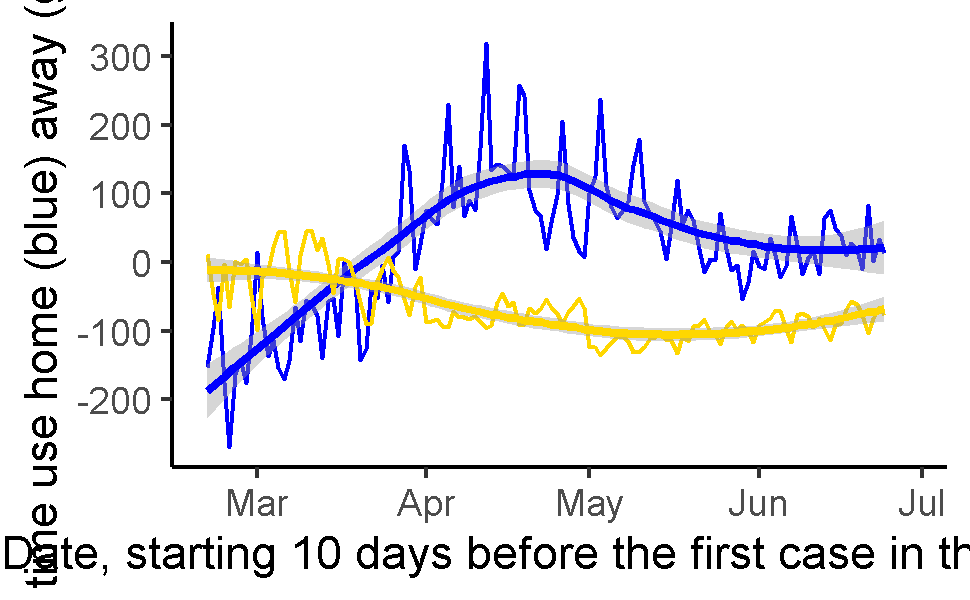 time use home (blue) away (
300
200
100
0
-100
-200
Mar Apr May Jun Jul
Date, starting 10 days before the first case in th